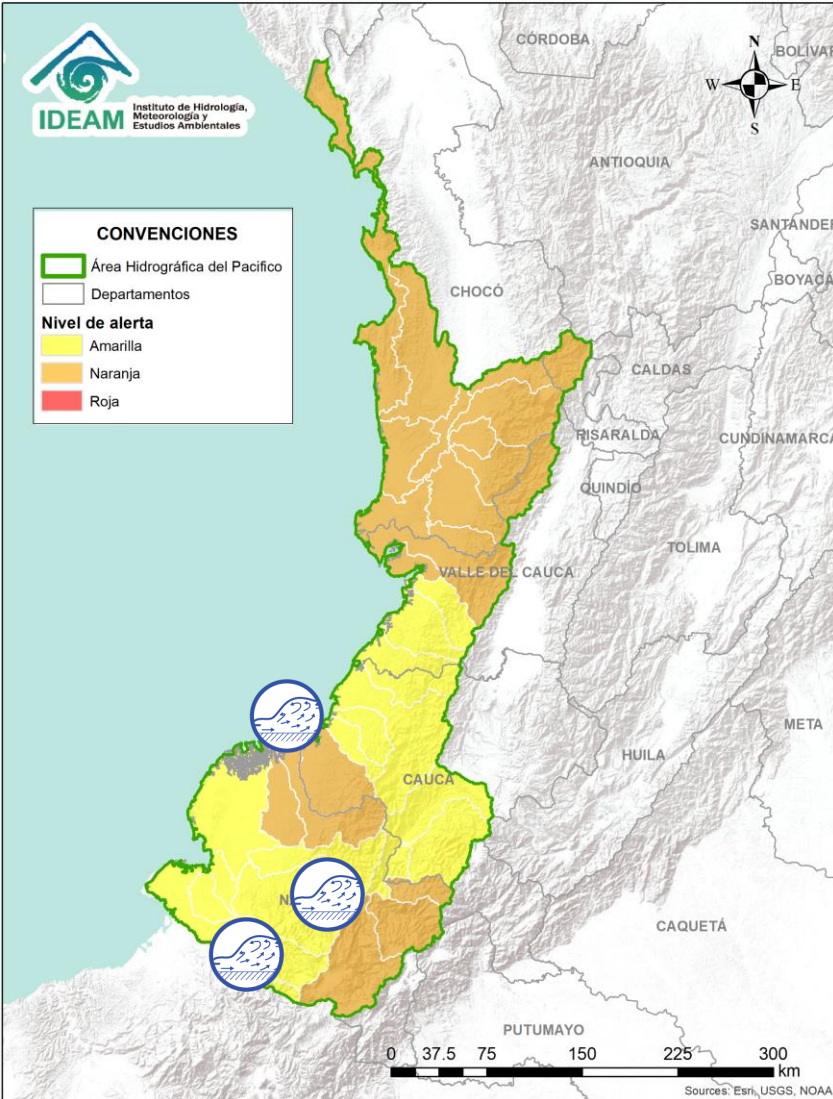 IDEAM
Instituto de Hidrología,
Meteorología y
Estudios Ambientales
N
W
E
S
CONVENCIONES
Área Hidrográfica del Pacifico
Departamentos
Nivel de alerta
Amarilla
Naranja
Roja
CÓRDOBA
BOLÍVAR
ANTIOQUIA
SANTANDER
BOYACÁ
CHOCÓ
CALDAS
RISARALDA
CUNDINAMARCA
QUINDÍO
TOLIMA
VALLE DEL CAUCA
META
HUILA
CAUCA
CAQUETÁ
PUTUMAYO
0 37.5 75 150 225 300
km
Sources: Esri, USGS, NOAA